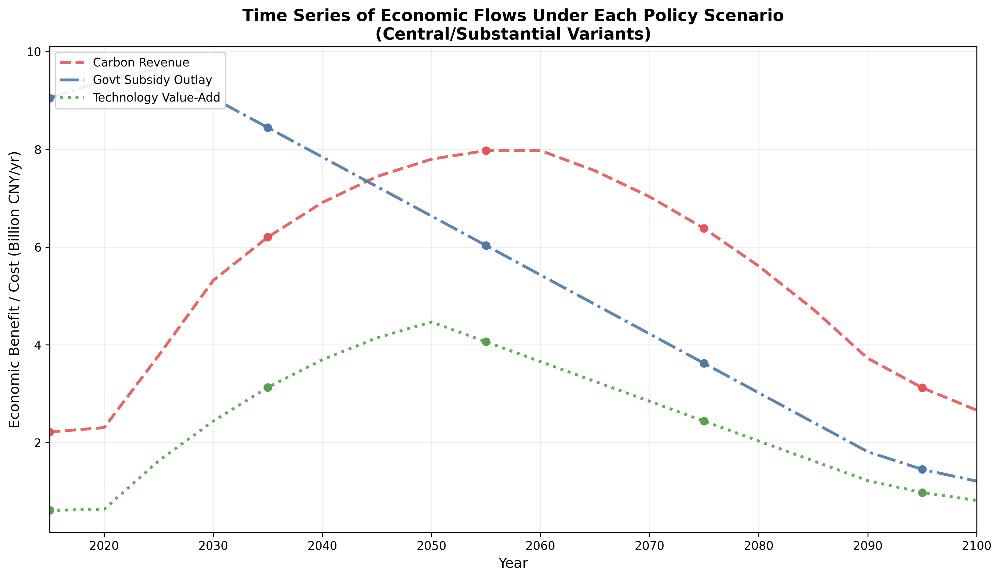 Time Series of Economic Flows Under Each Policy Scenario
(Central/Substantial Variants)
Economic Benefit / Cost (Billion CNY/yr)
10
8
6
4
2
Carbon Revenue
Govt Subsidy Outlay
Technology Value-Add
2020
2030
2040
2050
2060
2070
2080
2090
2100
Year